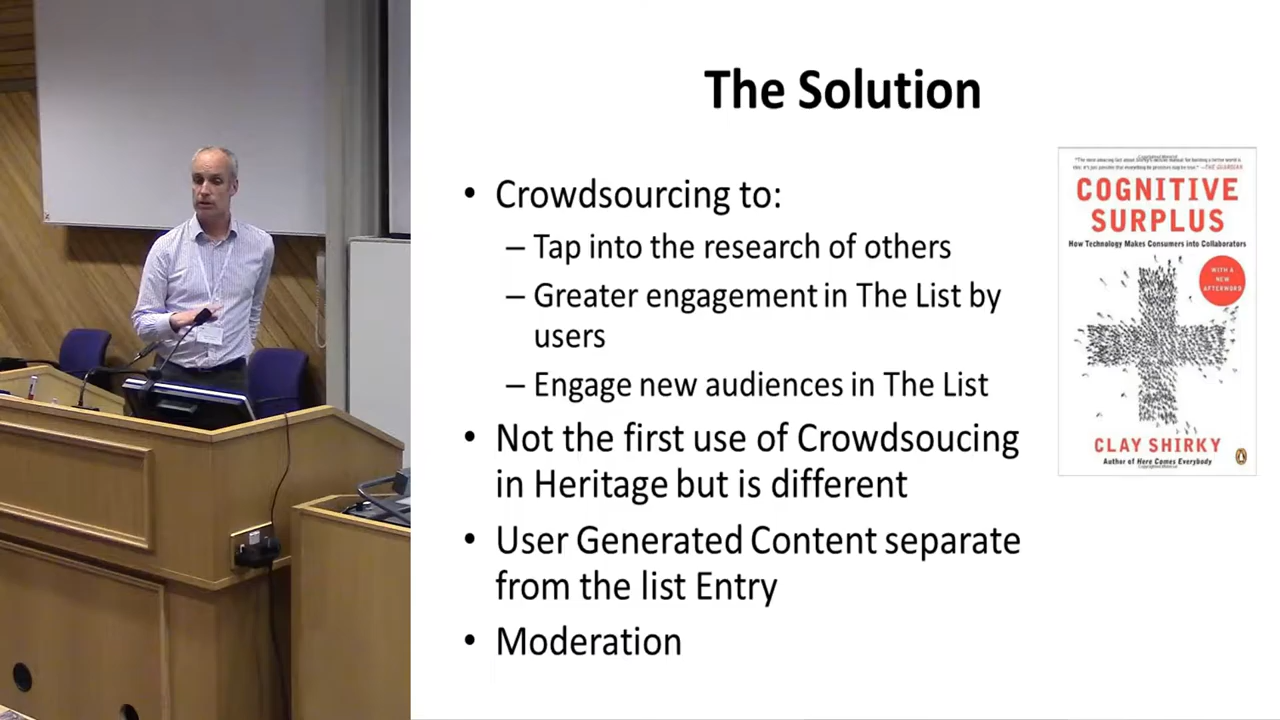 The Solution
• Crowdsourcing to:
– Tap into the research of others
– Greater engagement in The List by
users
– Engage new audiences in The List
• Not the first use of Crowdsoucing
in Heritage but is different
• User Generated Content separate
from the list Entry
• Moderation
COGNITIVE
SURPLUS
How Technology Makes Consumers into Collaborators
WITH A
NEW
AFTERWORD
CLAY SHIRKY
Author of Here Comes Everybody